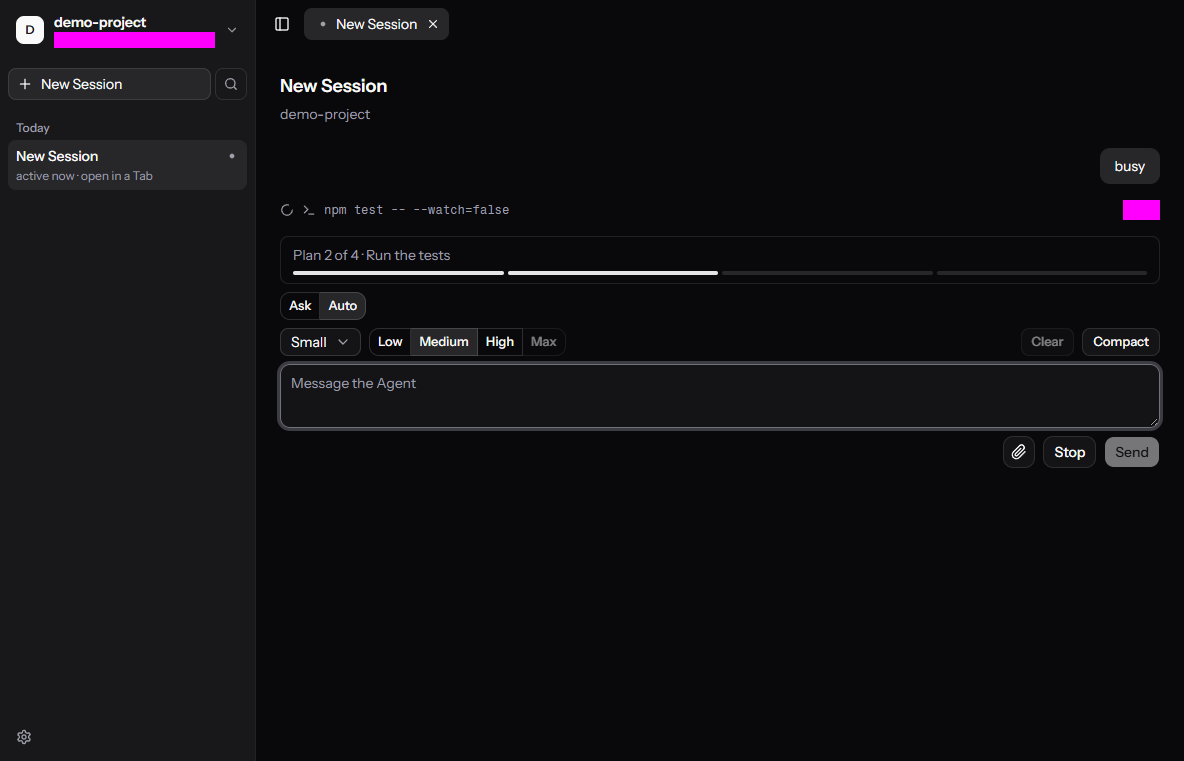 D
demo-project
New Session
Today
New Session
active now · open in a Tab
New Session
New Session
demo-project
busy
npm test -- --watch=false
Plan 2 of 4 · Run the tests
Ask Auto
Small Low Medium High Max Clear Compact
Message the Agent
Stop Send